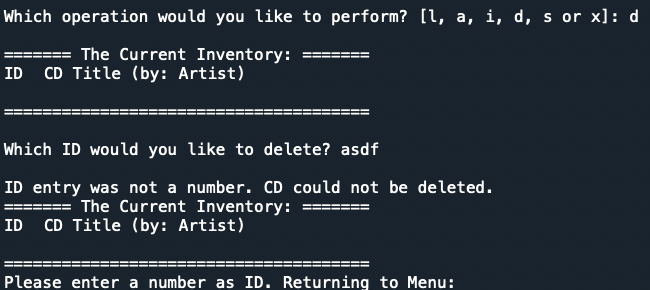 Which operation would you like to perform? [l, a, i, d, s or x]: d
======= The Current Inventory: =======
ID  CD Title (by: Artist)
======================================
Which ID would you like to delete? asdf
ID entry was not a number. CD could not be deleted.
======= The Current Inventory: =======
ID  CD Title (by: Artist)
======================================
Please enter a number as ID. Returning to Menu: